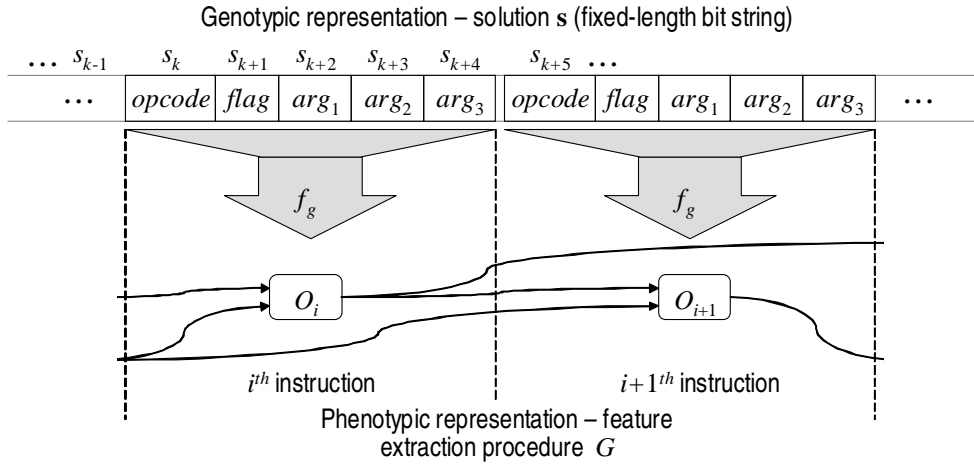 Genotypic representation – solution s (fixed-length bit string)
... s_{k-1} s_k s_{k+1} s_{k+2} s_{k+3} s_{k+4} s_{k+5} ...
... opcode flag arg_1 arg_2 arg_3 opcode flag arg_1 arg_2 arg_3 ...
f_g f_g
O_i O_{i+1}
i^{th} instruction i+1^{th} instruction
Phenotypic representation – feature
extraction procedure G